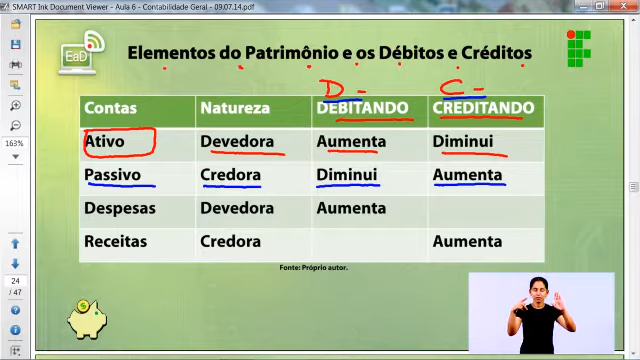 SMART Ink Document Viewer - Aula 6 - Contabilidade Geral - 09.07.14.pdf
EaD
Elementos do Patrimônio e os Débitos e Créditos
D - C -
Contas Natureza DEBITANDO CREDITANDO
Ativo Devedora Aumenta Diminui
Passivo Credora Diminui Aumenta
Despesas Devedora Aumenta
Receitas Credora Aumenta
Fonte: Próprio autor.
163%
24
/ 47